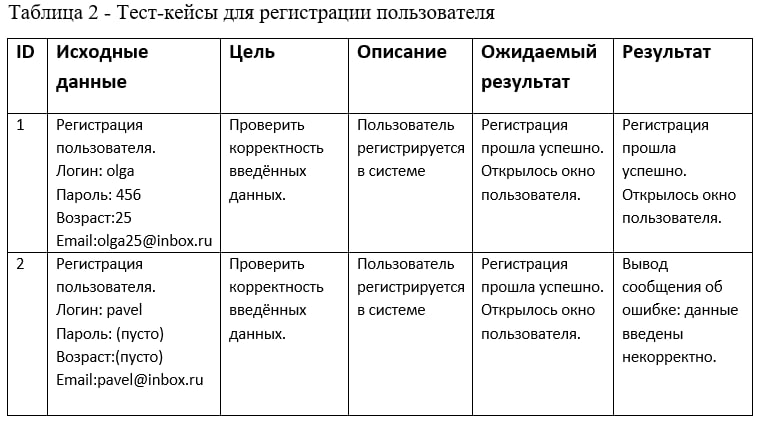 Таблица 2 - Тест-кейсы для регистрации пользователя
ID
Исходные
данные
Цель
Описание
Ожидаемый
результат
Результат
1
Регистрация
пользователя.
Логин: olga
Пароль: 456
Возраст:25
Email:olga25@inbox.ru
Проверить
корректность
введённых
данных.
Пользователь
регистрируется
в системе
Регистрация
прошла успешно.
Открылось окно
пользователя.
Регистрация
прошла
успешно.
Открылось окно
пользователя.
2
Регистрация
пользователя.
Логин: pavel
Пароль: (пусто)
Возраст:(пусто)
Email:pavel@inbox.ru
Проверить
корректность
введённых
данных.
Пользователь
регистрируется
в системе
Регистрация
прошла успешно.
Открылось окно
пользователя.
Вывод
сообщения об
ошибке: данные
введены
некорректно.